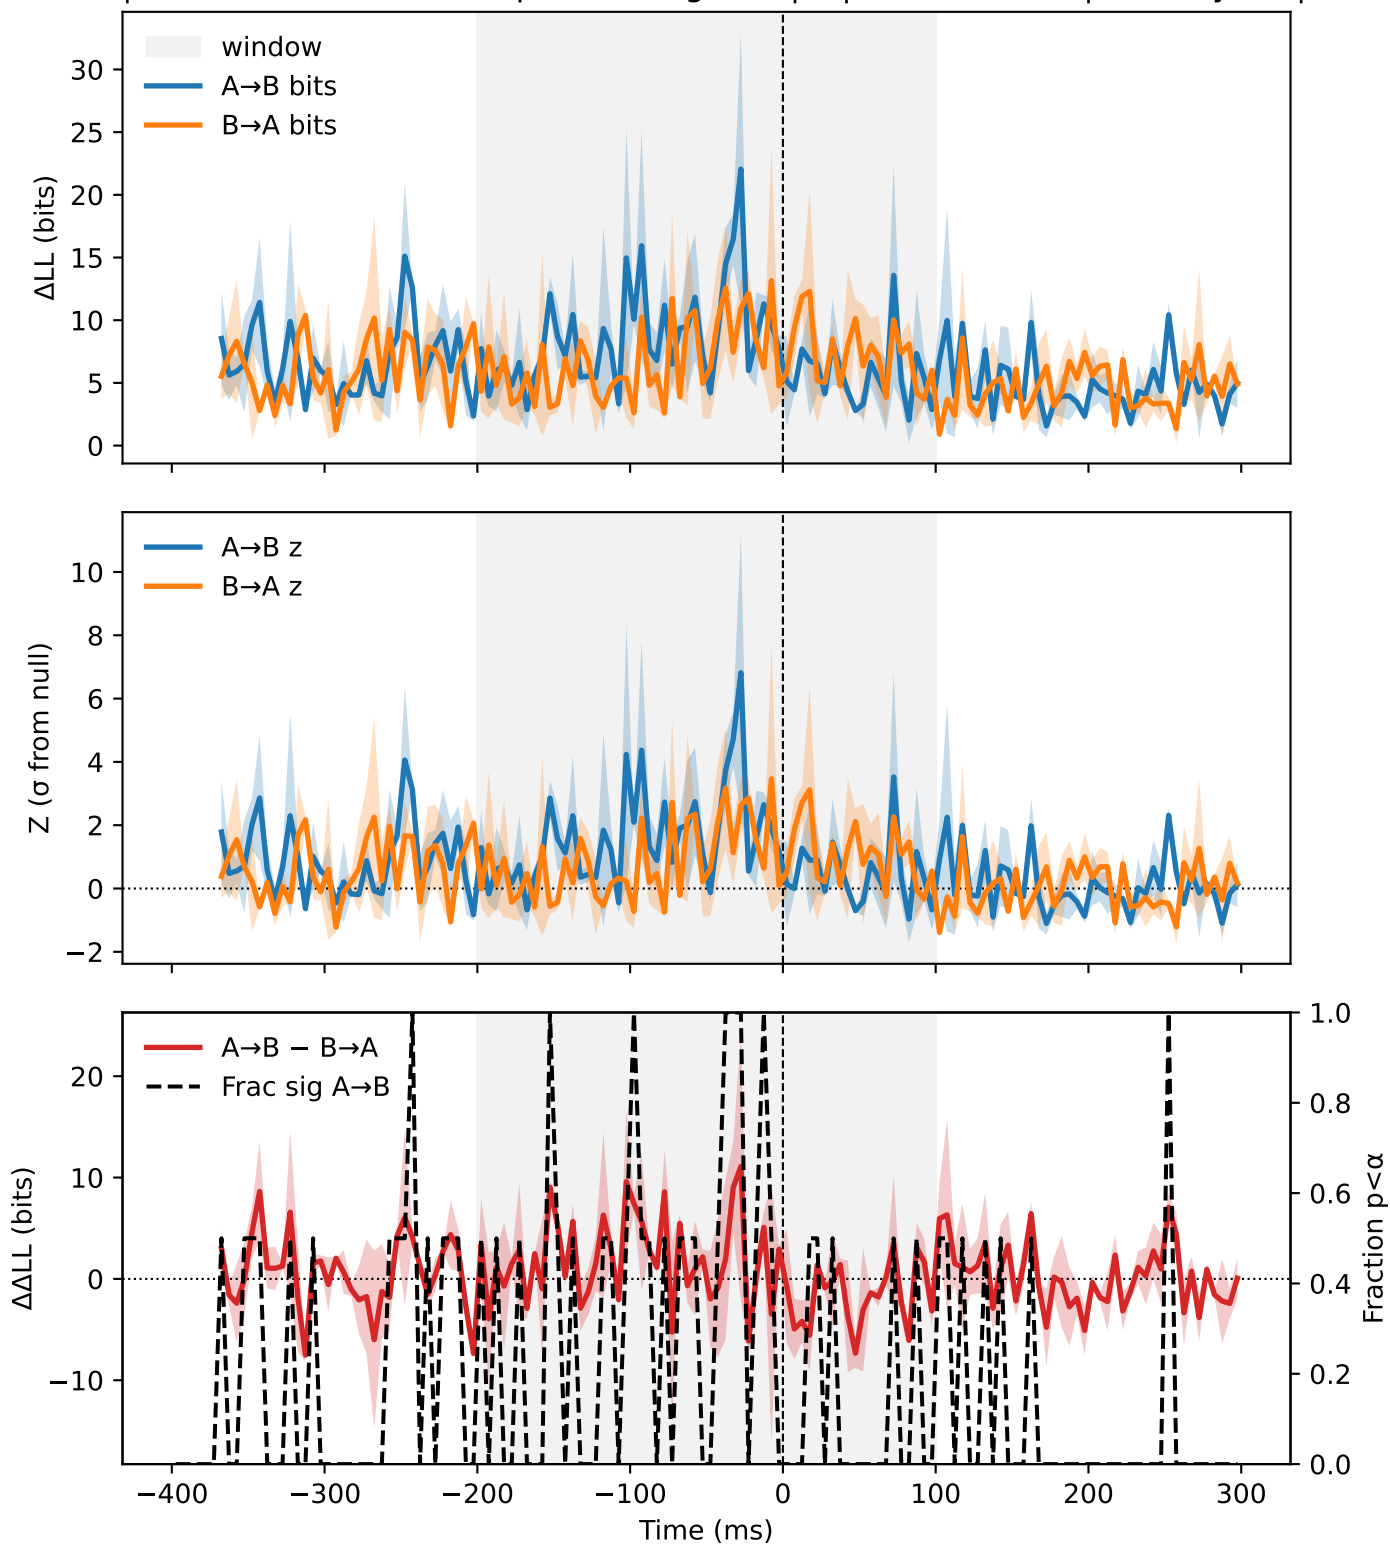 window
A→B bits
B→A bits
ΔLL (bits)
30
25
20
15
10
5
0
A→B z
B→A z
Z (σ from null)
10
8
6
4
2
0
−2
A→B − B→A
Frac sig A→B
ΔΔLL (bits)
20
10
0
−10
1.0
0.8
0.6
0.4
0.2
0.0
Fraction p<α
−400 −300 −200 −100 0 100 200 300
Time (ms)